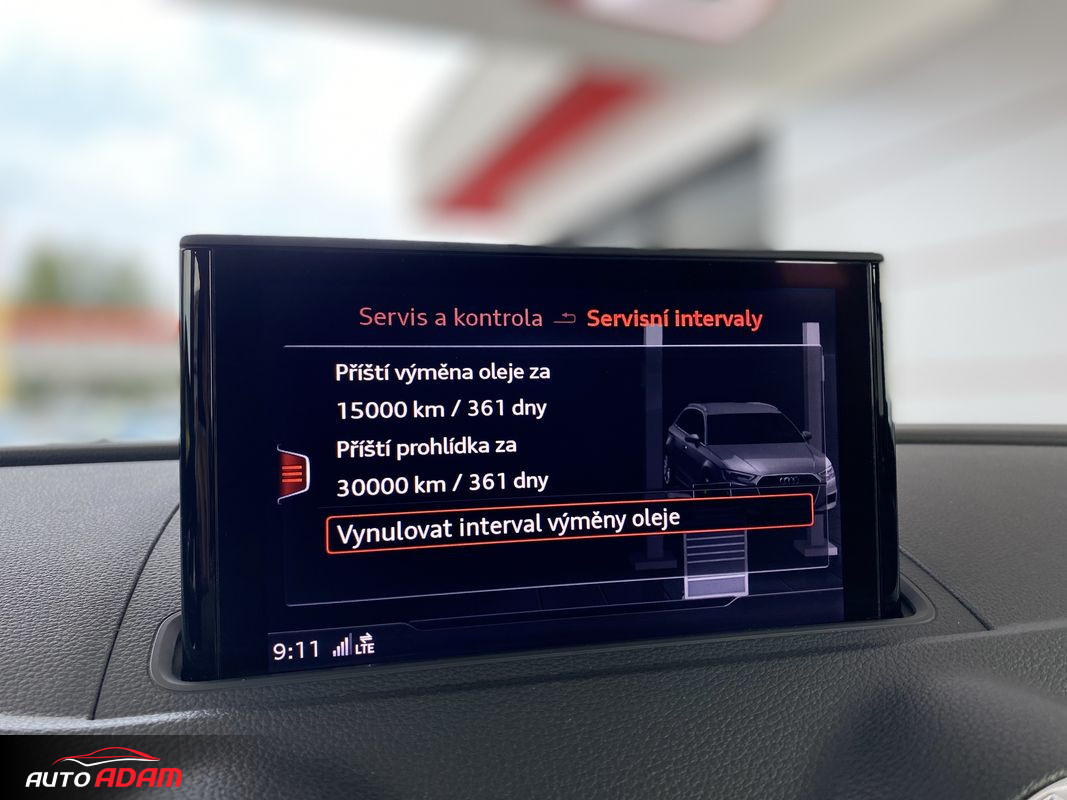 Servis a kontrola Servisní intervaly
Příští výměna oleje za
15000 km / 361 dny
Příští prohlídka za
30000 km / 361 dny
Vynulovat interval výměny oleje
9:11 LTE
AUTO ADAM